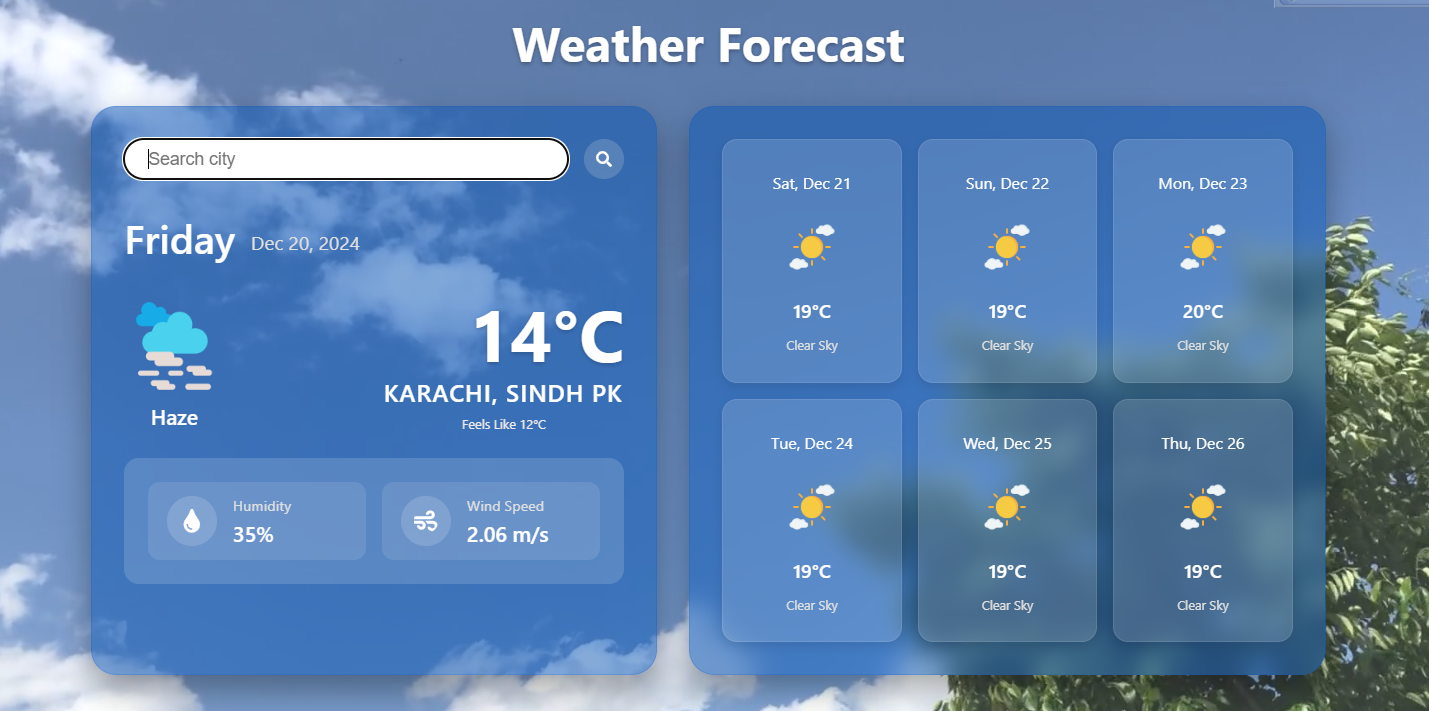 Weather Forecast
Search city
Friday Dec 20, 2024
14°C
KARACHI, SINDH PK
Feels Like 12°C
Haze
Humidity
35%
Wind Speed
2.06 m/s
Sat, Dec 21
19°C
Clear Sky
Sun, Dec 22
19°C
Clear Sky
Mon, Dec 23
20°C
Clear Sky
Tue, Dec 24
19°C
Clear Sky
Wed, Dec 25
19°C
Clear Sky
Thu, Dec 26
19°C
Clear Sky